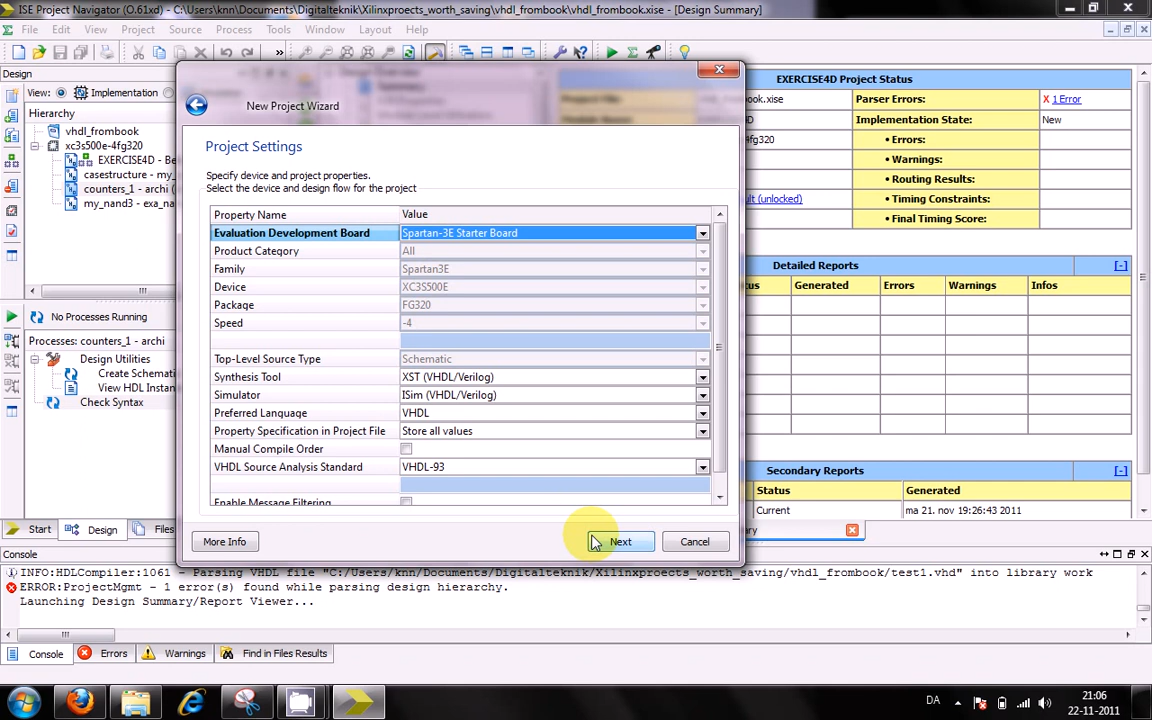 ISE Project Navigator (O.61xd) - C:\Users\knn\Documents\Digitalteknik\Xilinxproects_worth_saving\vhdl_frombook\vhdl_frombook.xise - [Design Summary]
File Edit View Project Source Process Tools Window Layout Help
Design
View: Implementation
Hierarchy
vhdl_frombook
xc3s500e-4fg320
EXERCISE4D - Be
casestructure - my_
counters_1 - archi (
my_nand3 - exa_n
No Processes Running
Processes: counters_1 - archi
Design Utilities
Create Schemati
View HDL Instan
Check Syntax
Start Design Files
New Project Wizard
Project Settings
Specify device and project properties.
Select the device and design flow for the project
Property Name Value
Evaluation Development Board Spartan-3E Starter Board
Product Category All
Family Spartan3E
Device XC3S500E
Package FG320
Speed -4
Top-Level Source Type Schematic
Synthesis Tool XST (VHDL/Verilog)
Simulator ISim (VHDL/Verilog)
Preferred Language VHDL
Property Specification in Project File Store all values
Manual Compile Order
VHDL Source Analysis Standard VHDL-93
Enable Message Filtering
More Info Next Cancel
EXERCISE4D Project Status
book.xise Parser Errors: X 1 Error
4D Implementation State: New
4fg320 • Errors:
• Warnings:
• Routing Results:
ult (unlocked) • Timing Constraints:
• Final Timing Score:
Detailed Reports [-]
tus Generated Errors Warnings Infos
Secondary Reports [-]
Status Generated
Current ma 21. nov 19:26:43 2011
ary
Console
INFO:HDLCompiler:1061 - Parsing VHDL file "C:/Users/knn/Documents/Digitalteknik/Xilinxproects_worth_saving/vhdl_frombook/test1.vhd" into library work
ERROR:ProjectMgmt - 1 error(s) found while parsing design hierarchy.
Launching Design Summary/Report Viewer...
Console Errors Warnings Find in Files Results
DA
21:06
22-11-2011